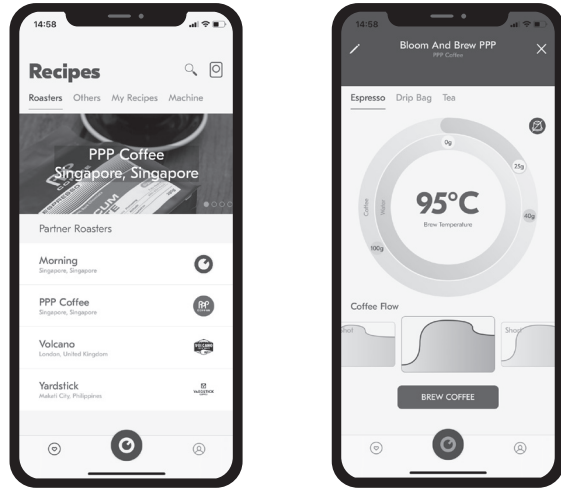 14:58
Recipes
Roasters Others My Recipes Machine
PPP Coffee
Singapore, Singapore
Partner Roasters
Morning
Singapore, Singapore
PPP Coffee
Singapore, Singapore
Volcano
London, United Kingdom
Yardstick
Makati City, Philippines
14:58
Bloom And Brew PPP
PPP Coffee
Espresso Drip Bag Tea
0g
25g
40g
100g
Coffee
Water
95°C
Brew Temperature
Coffee Flow
BREW COFFEE